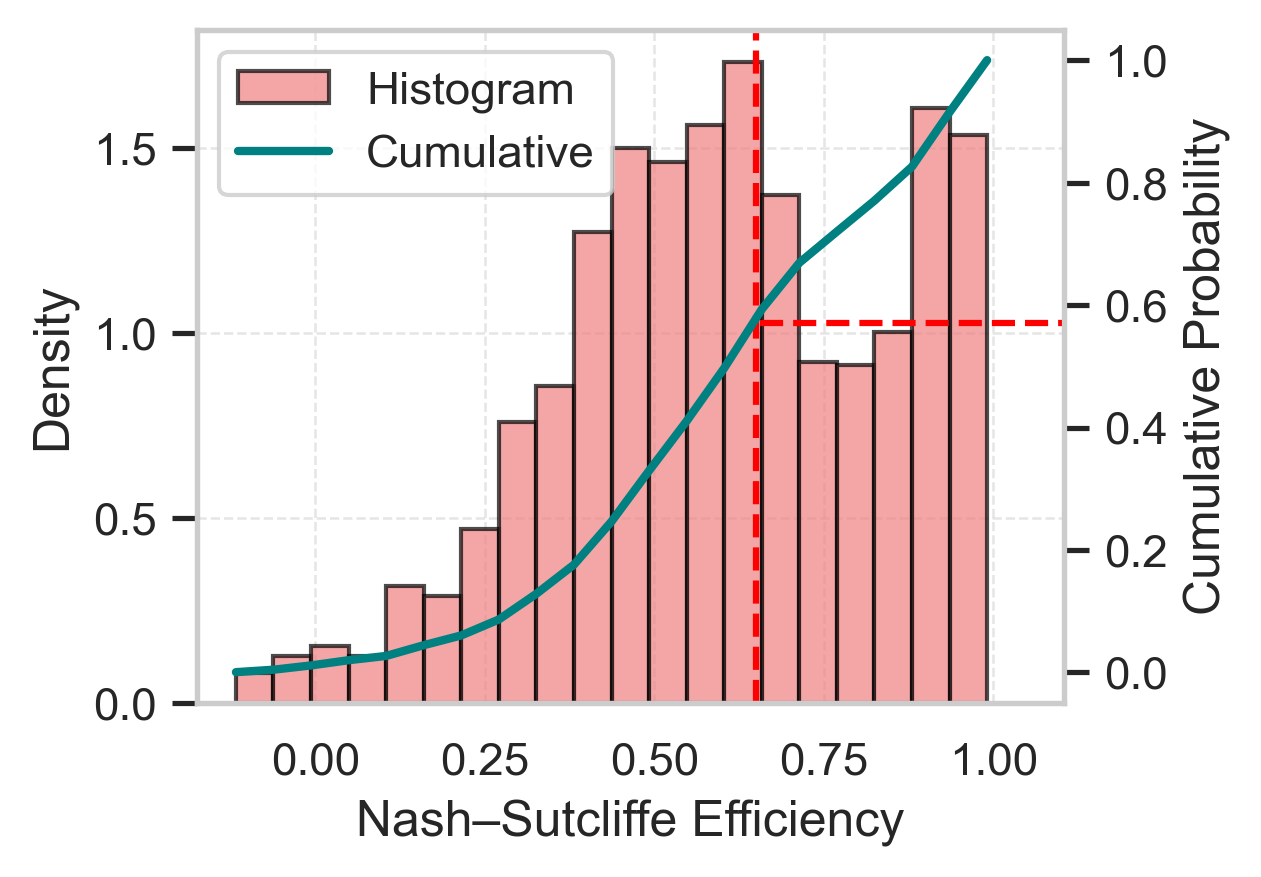 Histogram
Cumulative
Density
1.5
1.0
0.5
0.0
1.0
0.8
0.6
0.4
0.2
0.0
Cumulative Probability
0.00 0.25 0.50 0.75 1.00
Nash–Sutcliffe Efficiency